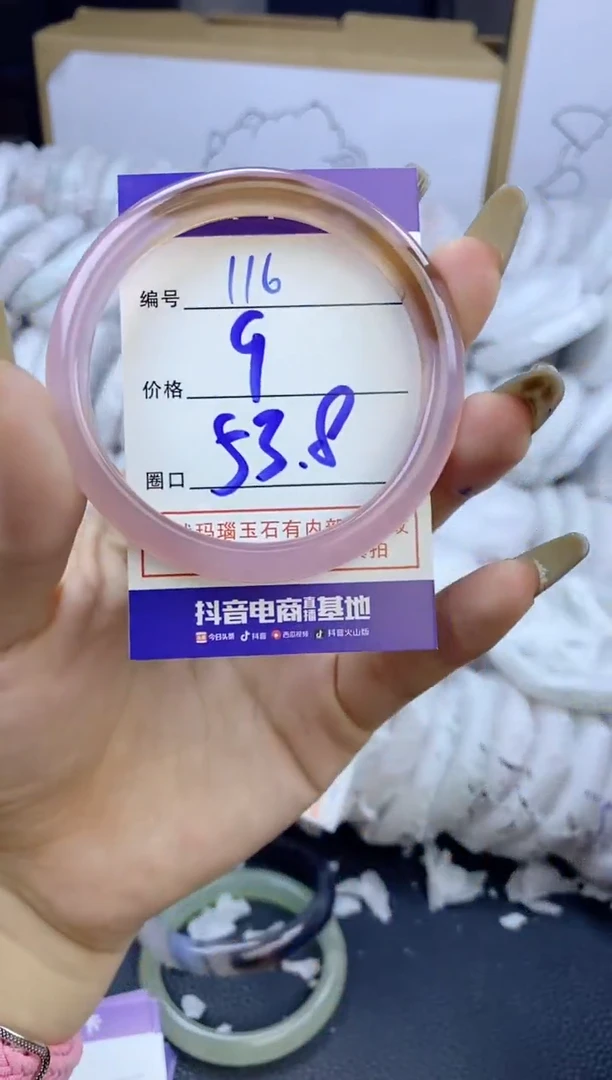 编号 116
价格 9
圈口 53.8
玛瑙玉石有内部
拍
抖音电商直播基地
今日头条 抖音 西瓜视频 抖音火山版